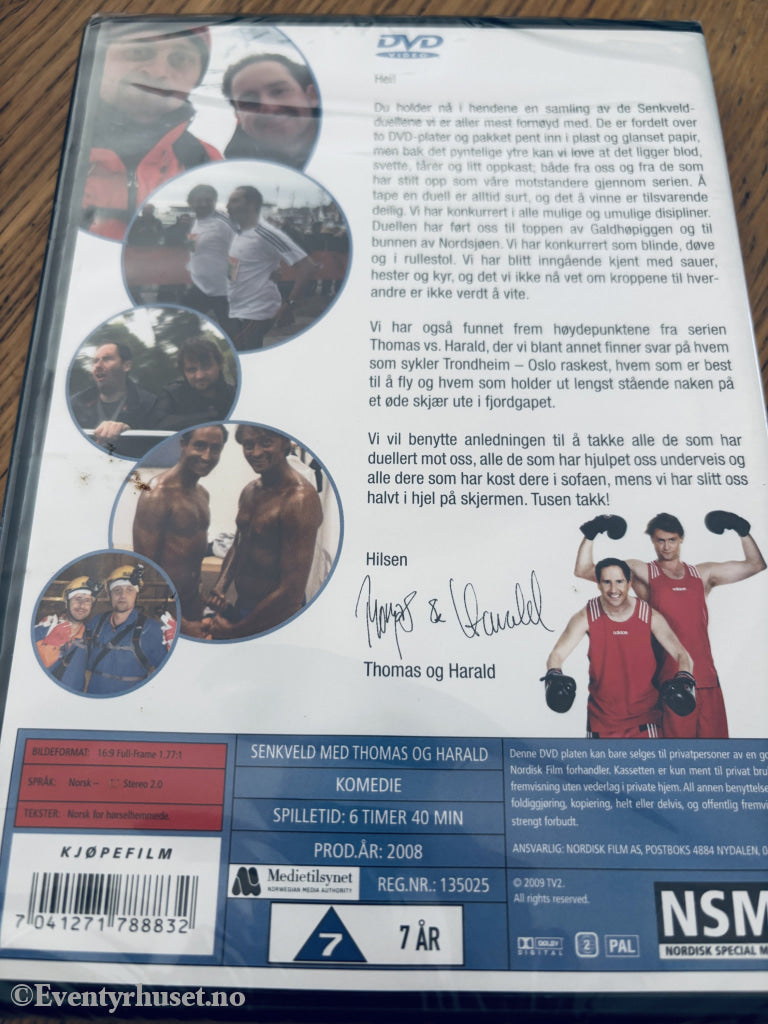 DVD
VIDEO
Hei!
Du holder nå i hendene en samling av de Senkveld-
duellene vi er aller mest fornøyd med. De er fordelt over
to DVD-plater og pakket pent inn i plast og glanset papir,
men bak det pyntelige ytre kan vi love at det ligger blod,
svette, tårer og litt oppkast; både fra oss og fra de som
har stilt opp som våre motstandere gjennom serien. Å
tape en duell er alltid surt, og det å vinne er tilsvarende
deilig. Vi har konkurrert i alle mulige og umulige disipliner.
Duellen har ført oss til toppen av Galdhøpiggen og til
bunnen av Nordsjøen. Vi har konkurrert som blinde, døve
og i rullestol. Vi har blitt inngående kjent med sauer,
hester og kyr, og det vi ikke nå vet om kroppene til hver-
andre er ikke verdt å vite.
Vi har også funnet frem høydepunktene fra serien
Thomas vs. Harald, der vi blant annet finner svar på hvem
som sykler Trondheim – Oslo raskest, hvem som er best
til å fly og hvem som holder ut lengst stående naken på
et øde skjær ute i fjordgapet.
Vi vil benytte anledningen til å takke alle de som har
duellert mot oss, alle de som har hjulpet oss underveis og
alle dere som har kost dere i sofaen, mens vi har slitt oss
halvt i hjel på skjermen. Tusen takk!
Hilsen
Thomas & Harald
Thomas og Harald
adidas
BILDEFORMAT: 16:9 Full-Frame 1.77:1
SPRÅK: Norsk – Stereo 2.0
TEKSTER: Norsk for hørselhemmede.
KJØPEFILM
7 041271 788832
SENKVELD MED THOMAS OG HARALD
KOMEDIE
SPILLETID: 6 TIMER 40 MIN
PROD.ÅR: 2008
Medietilsynet
NORWEGIAN MEDIA AUTHORITY
REG.NR.: 135025
7
7 ÅR
Denne DVD platen kan bare selges til privatpersoner av en go
Nordisk Film forhandler. Kassetten er kun ment til privat bru
fremvisning uten vederlag i private hjem. All annen benyttelse
foldiggjøring, kopiering, helt eller delvis, og offentlig fremvi
strengt forbudt.
ANSVARLIG: NORDISK FILM AS, POSTBOKS 4884 NYDALEN, 0
© 2009 TV2.
All rights reserved.
DOLBY
DIGITAL
2
PAL
NSM
NORDISK SPECIAL M
©Eventyrhuset.no